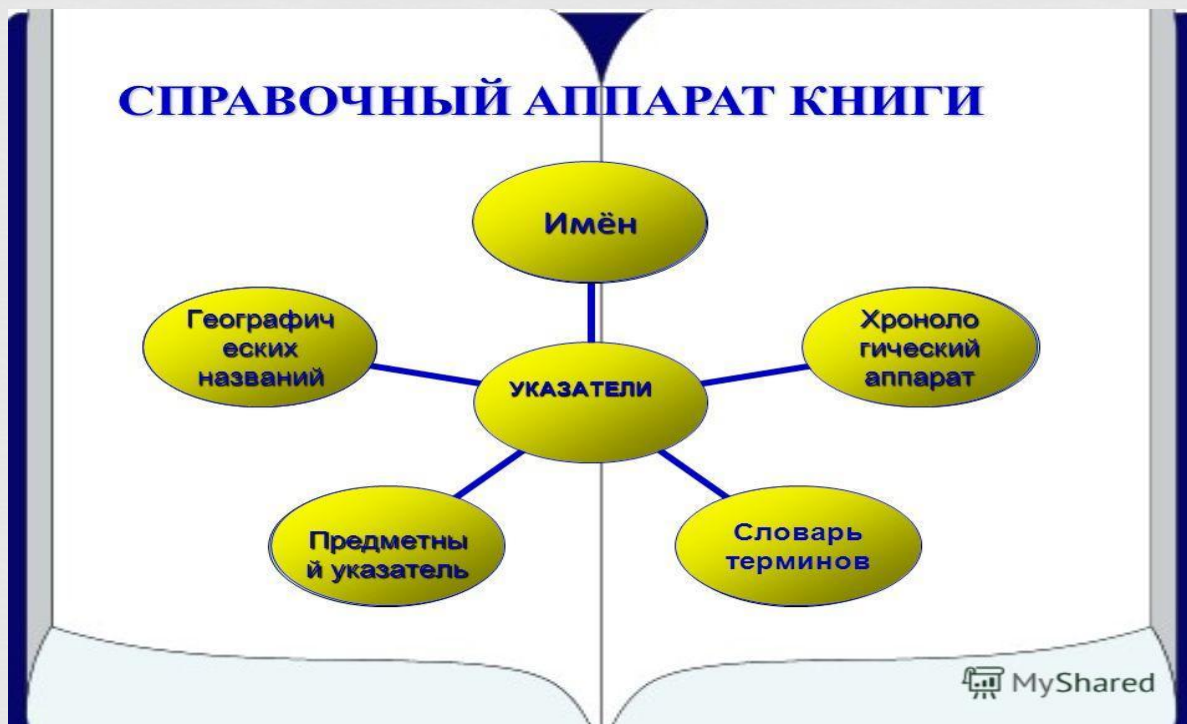 СПРАВОЧНЫЙ АППАРАТ КНИГИ
Имён
Географич
еских
названий
Хроноло
гический
аппарат
УКАЗАТЕЛИ
Предметны
й указатель
Словарь
терминов
MyShared